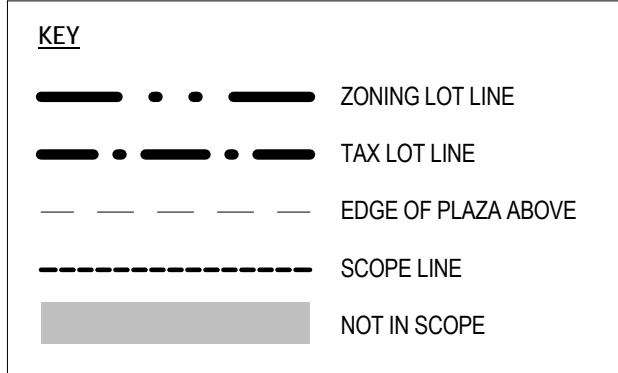 KEY
ZONING LOT LINE
TAX LOT LINE
EDGE OF PLAZA ABOVE
SCOPE LINE
NOT IN SCOPE